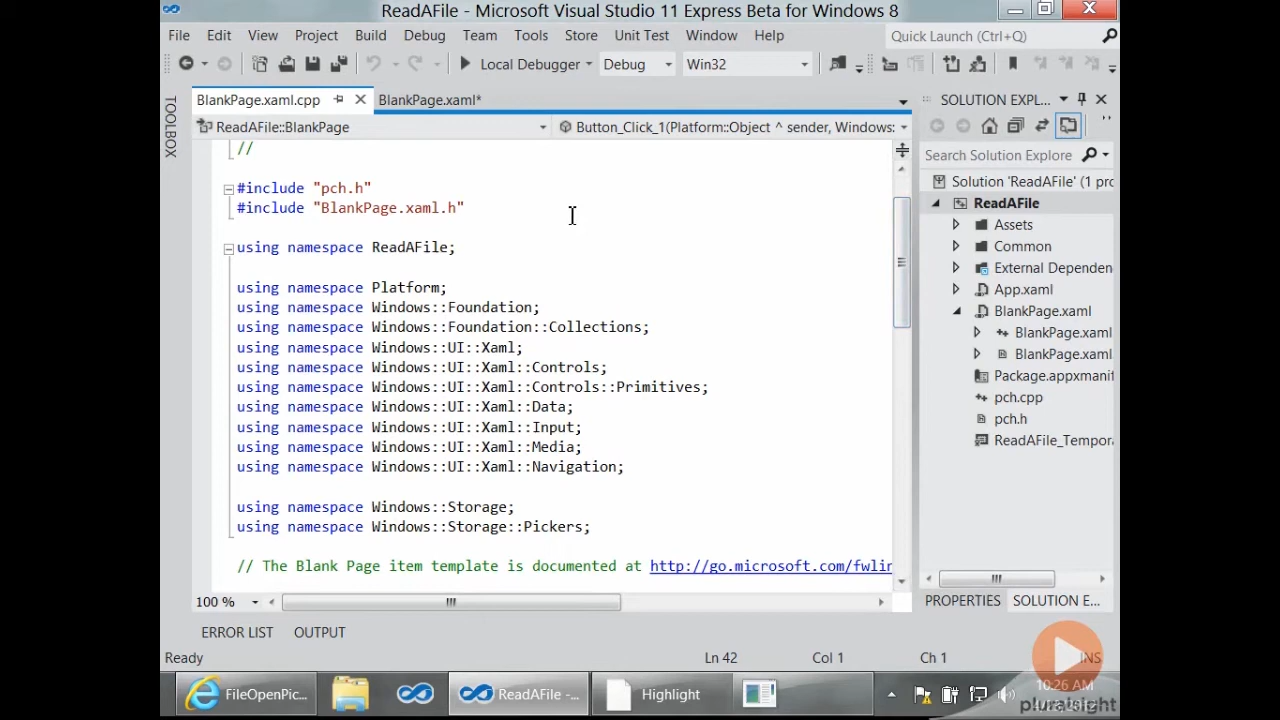 ReadAFile - Microsoft Visual Studio 11 Express Beta for Windows 8
File Edit View Project Build Debug Team Tools Store Unit Test Window Help
Quick Launch (Ctrl+Q)
Local Debugger Debug Win32
TOOLBOX
BlankPage.xaml.cpp BlankPage.xaml*
ReadAFile::BlankPage Button_Click_1(Platform::Object ^ sender, Windows:
//
#include "pch.h"
#include "BlankPage.xaml.h"
using namespace ReadAFile;
using namespace Platform;
using namespace Windows::Foundation;
using namespace Windows::Foundation::Collections;
using namespace Windows::UI::Xaml;
using namespace Windows::UI::Xaml::Controls;
using namespace Windows::UI::Xaml::Controls::Primitives;
using namespace Windows::UI::Xaml::Data;
using namespace Windows::UI::Xaml::Input;
using namespace Windows::UI::Xaml::Media;
using namespace Windows::UI::Xaml::Navigation;
using namespace Windows::Storage;
using namespace Windows::Storage::Pickers;
// The Blank Page item template is documented at http://go.microsoft.com/fwlin
100 %
SOLUTION EXPL...
Search Solution Explore
Solution 'ReadAFile' (1 pro
ReadAFile
Assets
Common
External Dependen
App.xaml
BlankPage.xaml
BlankPage.xaml
BlankPage.xaml
Package.appxmanif
pch.cpp
pch.h
ReadAFile_Tempora
PROPERTIES SOLUTION E...
ERROR LIST OUTPUT
Ready Ln 42 Col 1 Ch 1 INS
FileOpenPic... ReadAFile -... Highlight
10:26 AM
pluralsight